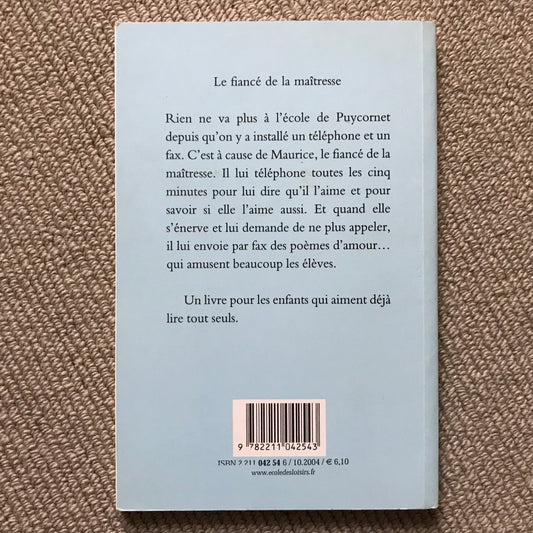 Le fiancé de la maîtresse
Rien ne va plus à l'école de Puycornet
depuis qu'on y a installé un téléphone et un
fax. C'est à cause de Maurice, le fiancé de la
maîtresse. Il lui téléphone toutes les cinq
minutes pour lui dire qu'il l'aime et pour
savoir si elle l'aime aussi. Et quand elle
s'énerve et lui demande de ne plus appeler,
il lui envoie par fax des poèmes d'amour…
qui amusent beaucoup les élèves.
Un livre pour les enfants qui aiment déjà
lire tout seuls.
9 782211 042543
ISBN 2 211 042 54 6 / 10.2004 / € 6,10
www.ecoledesloisirs.fr